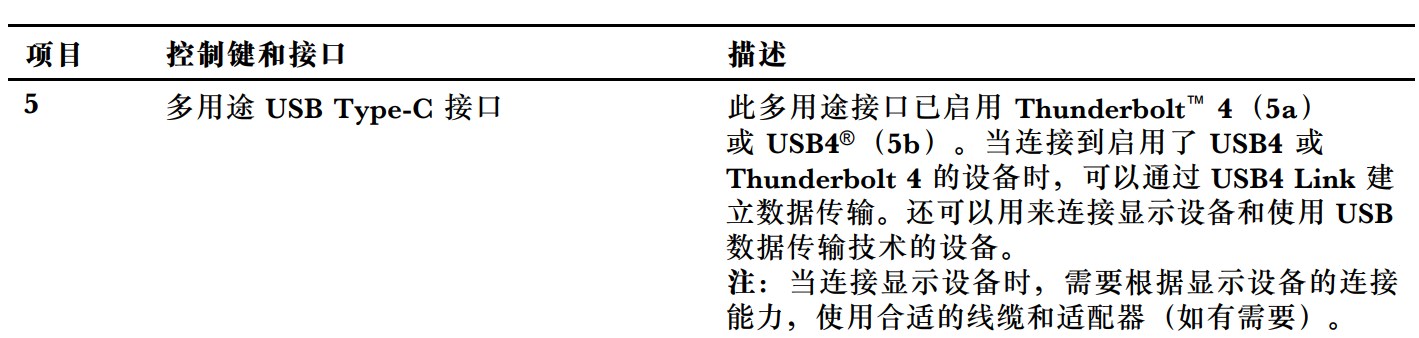 项目 控制键和接口 描述
5 多用途 USB Type-C 接口 此多用途接口已启用 Thunderbolt™ 4（5a）
或 USB4®（5b）。当连接到启用了 USB4 或
Thunderbolt 4 的设备时，可以通过 USB4 Link 建
立数据传输。还可以用来连接显示设备和使用 USB
数据传输技术的设备。
注：当连接显示设备时，需要根据显示设备的连接
能力，使用合适的线缆和适配器（如有需要）。